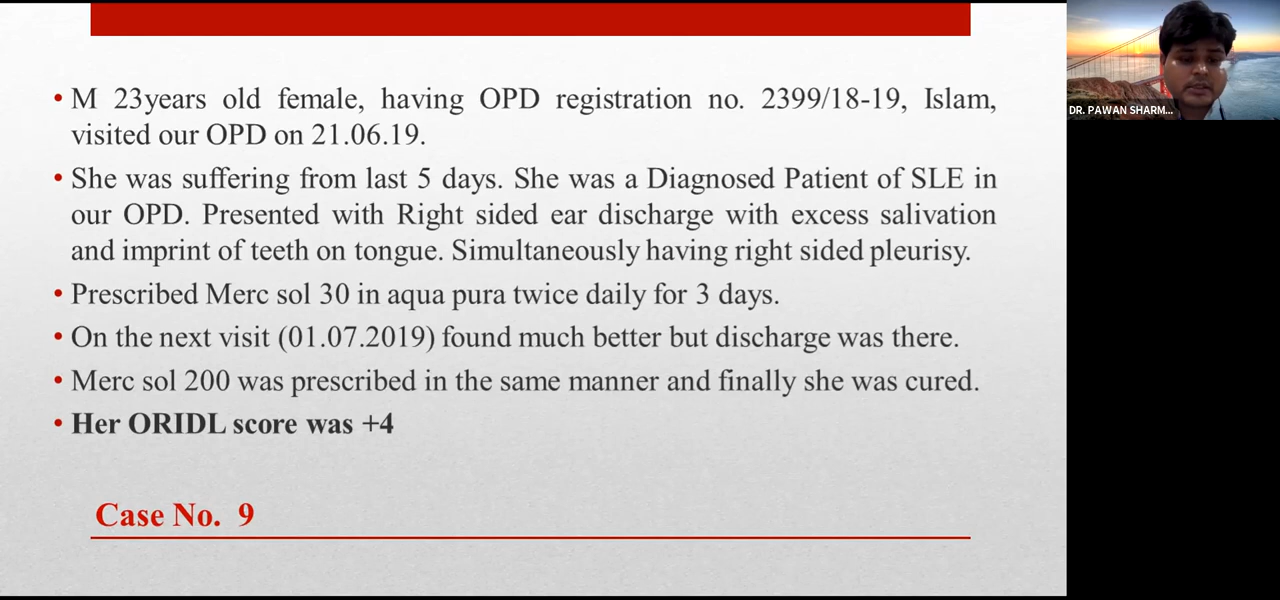 • M 23years old female, having OPD registration no. 2399/18-19, Islam,
visited our OPD on 21.06.19.
• She was suffering from last 5 days. She was a Diagnosed Patient of SLE in
our OPD. Presented with Right sided ear discharge with excess salivation
and imprint of teeth on tongue. Simultaneously having right sided pleurisy.
• Prescribed Merc sol 30 in aqua pura twice daily for 3 days.
• On the next visit (01.07.2019) found much better but discharge was there.
• Merc sol 200 was prescribed in the same manner and finally she was cured.
• Her ORIDL score was +4
Case No. 9
DR. PAWAN SHARM...